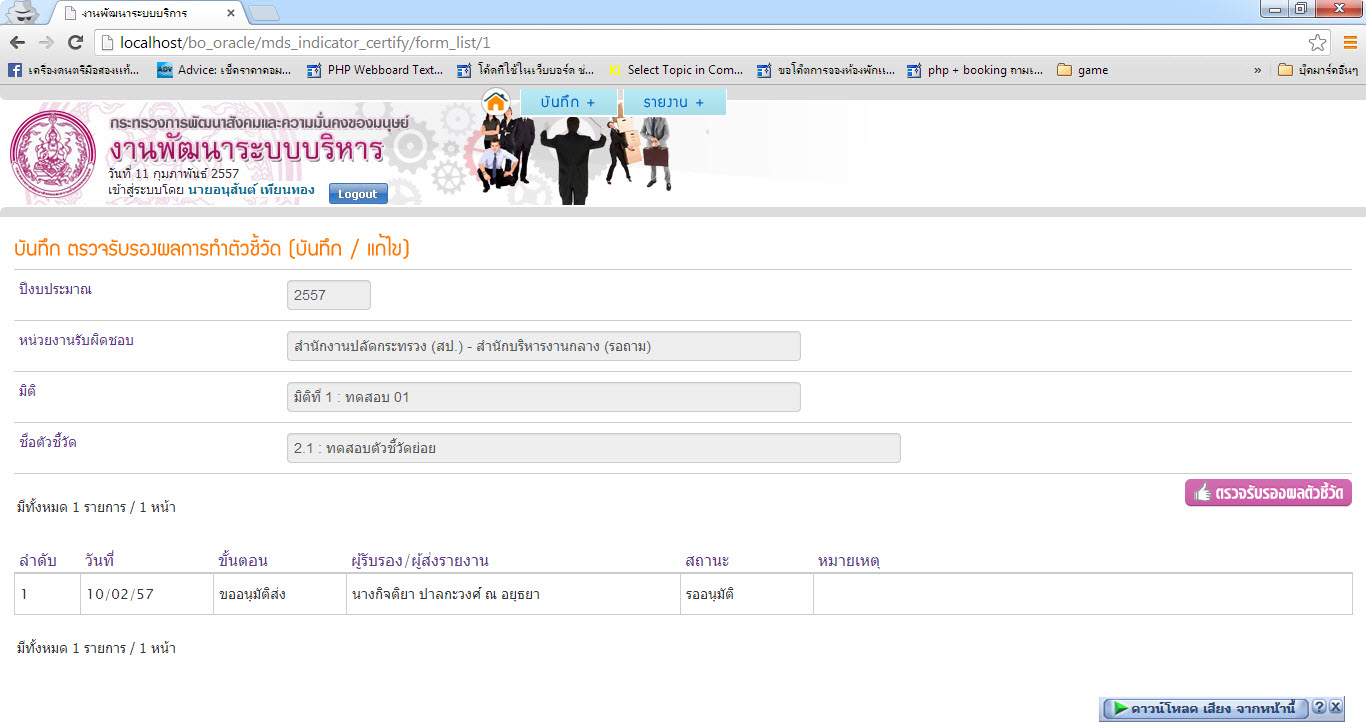 งานพัฒนาระบบบริการ
localhost/bo_oracle/mds_indicator_certify/form_list/1
เครื่องดนตรีมือสองแท้... Advice: เช็คราคาคอม... PHP Webboard Text... โค้ดที่ใช้ในเว็บบอร์ด ช่... Select Topic in Com... ขอโค๊ตการจองห้องพักแ... php + booking ถามเ... game » บุ๊คมาร์คอื่นๆ
บันทึก + รายงาน +
กระทรวงการพัฒนาสังคมและความมั่นคงของมนุษย์
งานพัฒนาระบบบริหาร
วันที่ 11 กุมภาพันธ์ 2557
เข้าสู่ระบบโดย นายอนุสันต์ เทียนทอง Logout
บันทึก ตรวจรับรองผลการทำตัวชี้วัด (บันทึก / แก้ไข)
ปีงบประมาณ 2557
หน่วยงานรับผิดชอบ สำนักงานปลัดกระทรวง (สป.) - สำนักบริหารงานกลาง (รอถาม)
มิติ มิติที่ 1 : ทดสอบ 01
ชื่อตัวชี้วัด 2.1 : ทดสอบตัวชี้วัดย่อย
ตรวจรับรองผลตัวชี้วัด
มีทั้งหมด 1 รายการ / 1 หน้า
ลำดับ วันที่ ขั้นตอน ผู้รับรอง/ผู้ส่งรายงาน สถานะ หมายเหตุ
1 10/02/57 ขออนุมัติส่ง นางกิจติยา ปาลกะวงศ์ ณ อยุธยา รออนุมัติ
มีทั้งหมด 1 รายการ / 1 หน้า
ดาวน์โหลด เสียง จากหน้านี้ ? X